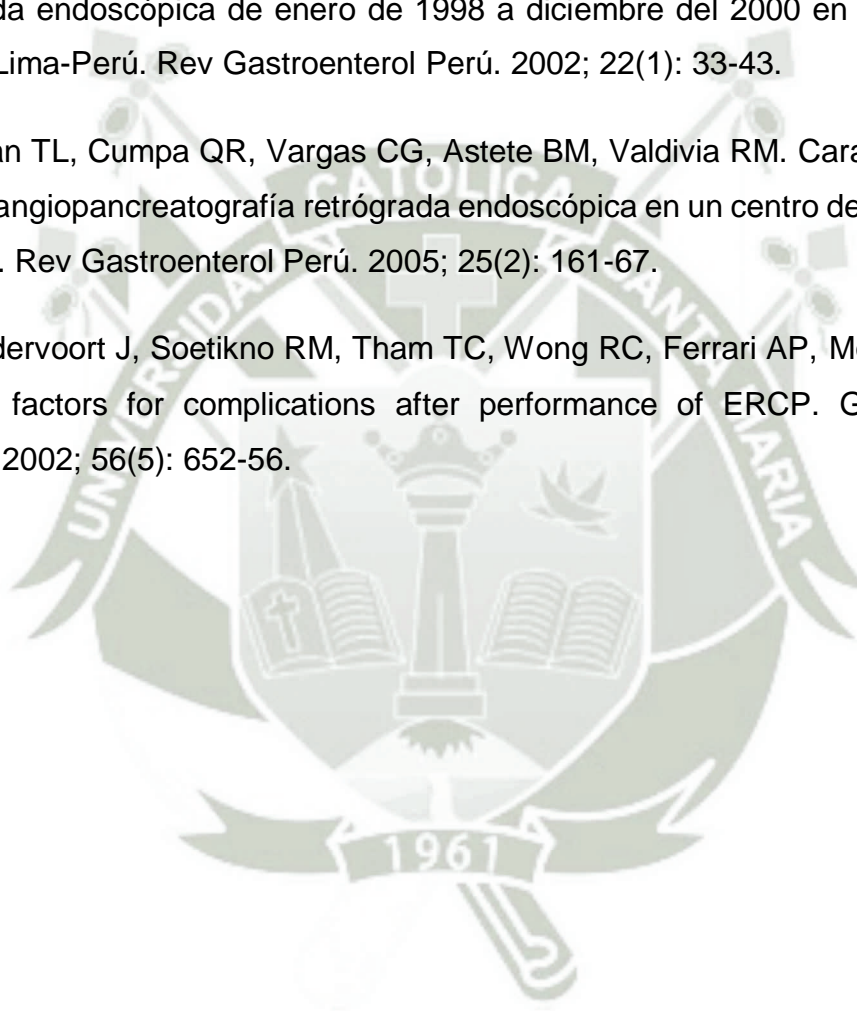 da endoscópica de enero de 1998 a diciembre del 2000 en
Lima-Perú. Rev Gastroenterol Perú. 2002; 22(1): 33-43.
an TL, Cumpa QR, Vargas CG, Astete BM, Valdivia RM. Cara
angiopancreatografía retrógrada endoscópica en un centro de
. Rev Gastroenterol Perú. 2005; 25(2): 161-67.
dervoort J, Soetikno RM, Tham TC, Wong RC, Ferrari AP, Mo
factors for complications after performance of ERCP. G
2002; 56(5): 652-56.
UNIVERSIDAD CATOLICA SANTA MARIA
1961